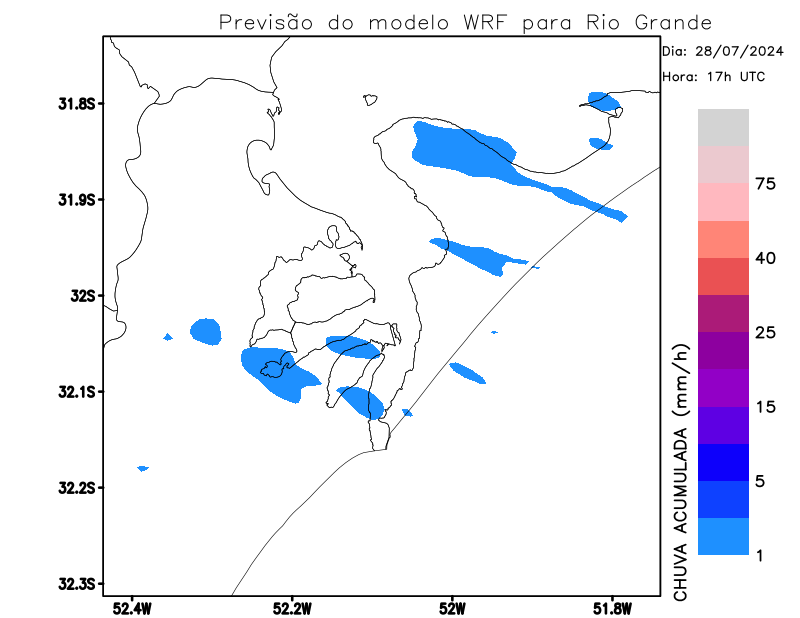 Previsão do modelo WRF para Rio Grande
Dia: 28/07/2024
Hora: 17h UTC
31.8S
31.9S
32S
32.1S
32.2S
32.3S
52.4W
52.2W
52W
51.8W
75
40
25
15
5
1
CHUVA ACUMULADA (mm/h)